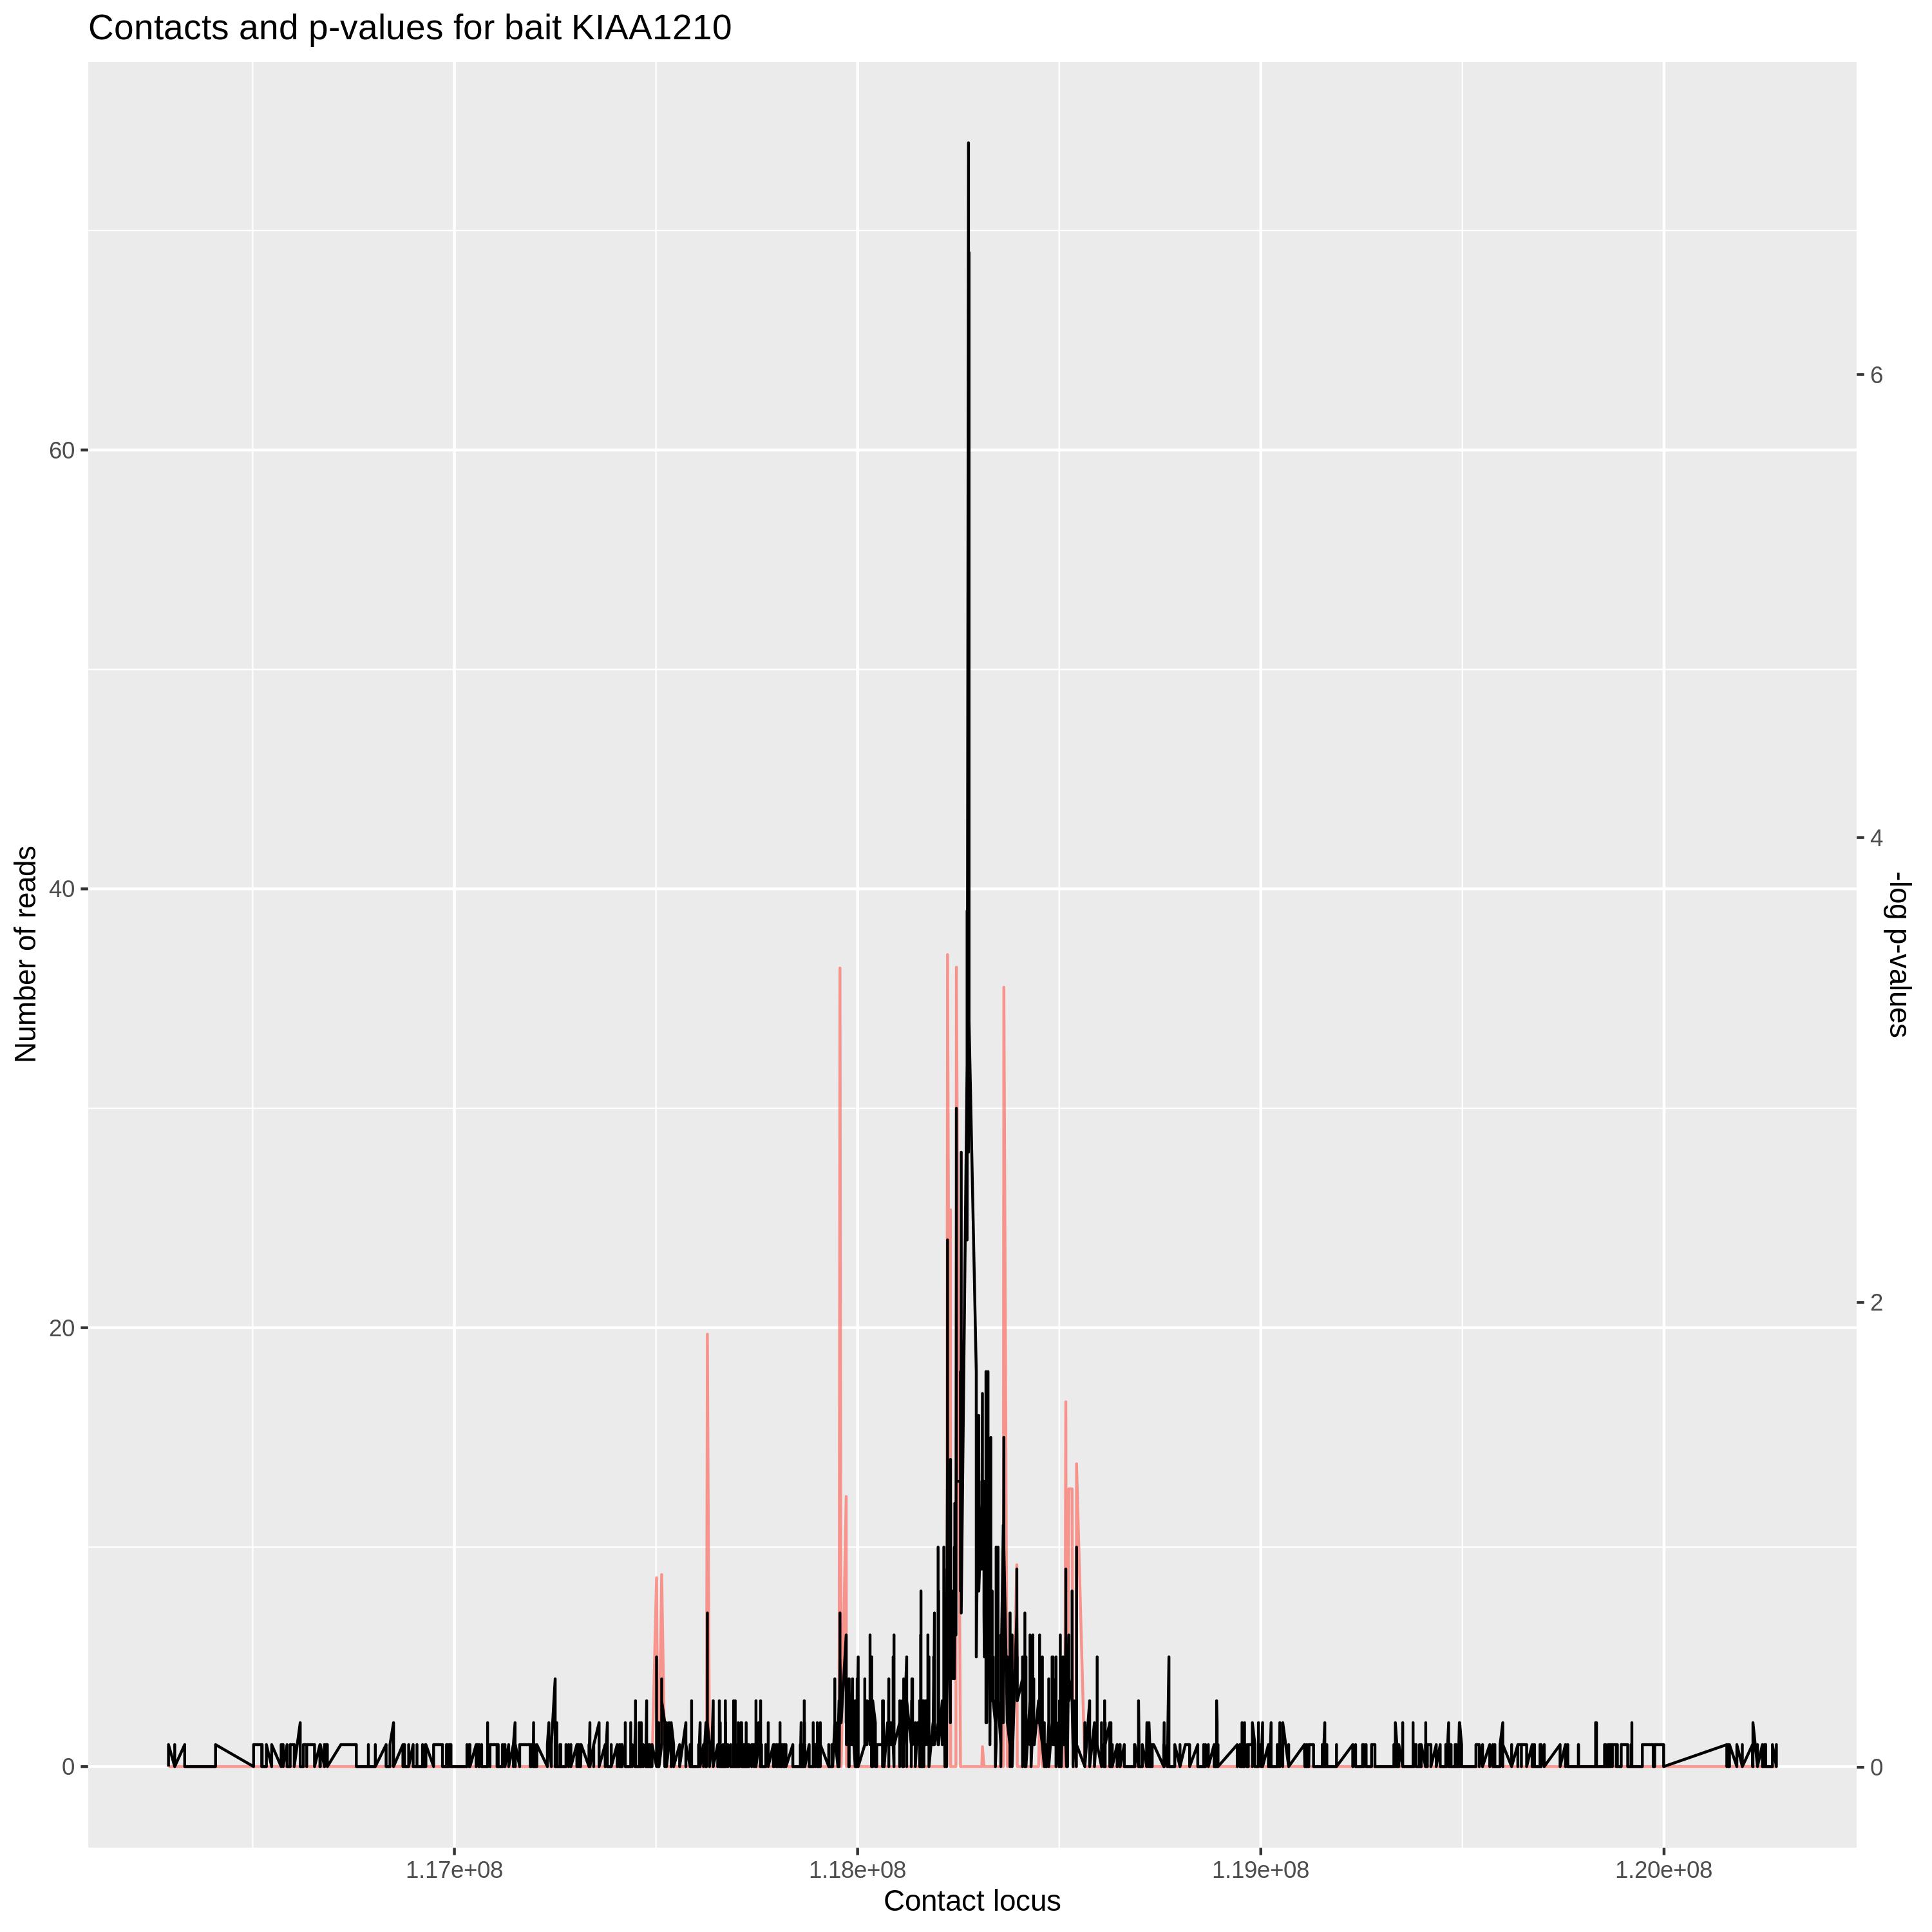 Contacts and p-values for bait KIAA1210
Number of reads
60
40
20
0
6
4
2
0
-log p-values
1.17e+08
1.18e+08
1.19e+08
1.20e+08
Contact locus